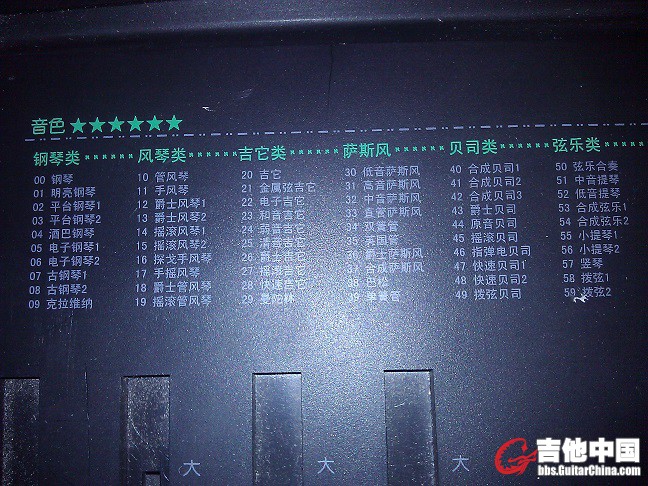 音色★★★★★★
钢琴类 风琴类 吉它类 萨斯风 贝司类 弦乐类
00 钢琴
01 明亮钢琴
02 平台钢琴1
03 平台钢琴2
04 酒巴钢琴
05 电子钢琴1
06 电子钢琴2
07 古钢琴1
08 古钢琴2
09 克拉维纳
10 管风琴
11 手风琴
12 爵士风琴1
13 爵士风琴2
14 摇滚风琴1
15 摇滚风琴2
16 探戈手风琴
17 手摇风琴
18 爵士管风琴
19 摇滚管风琴
20 吉它
21 金属弦吉它
22 电子吉它
23 和音吉它
24 弱音吉它
25 清音吉它
26 爵士吉它
27 摇滚吉它
28 快速吉它
29 曼陀林
30 低音萨斯风
31 高音萨斯风
32 中音萨斯风
33 直管萨斯风
34 双簧管
35 英国管
36 爵士萨斯风
37 合成萨斯风
38 巴松
39 单簧管
40 合成贝司1
41 合成贝司2
42 合成贝司3
43 爵士贝司
44 原音贝司
45 摇滚贝司
46 指弹电贝司
47 快速贝司1
48 快速贝司2
49 拨弦贝司
50 弦乐合奏
51 中音提琴
52 低音提琴
53 合成弦乐1
54 合成弦乐2
55 小提琴1
56 小提琴2
57 竖琴
58 拨弦1
59 拨弦2
大 大 大
吉他中国
bbs.GuitarChina.com